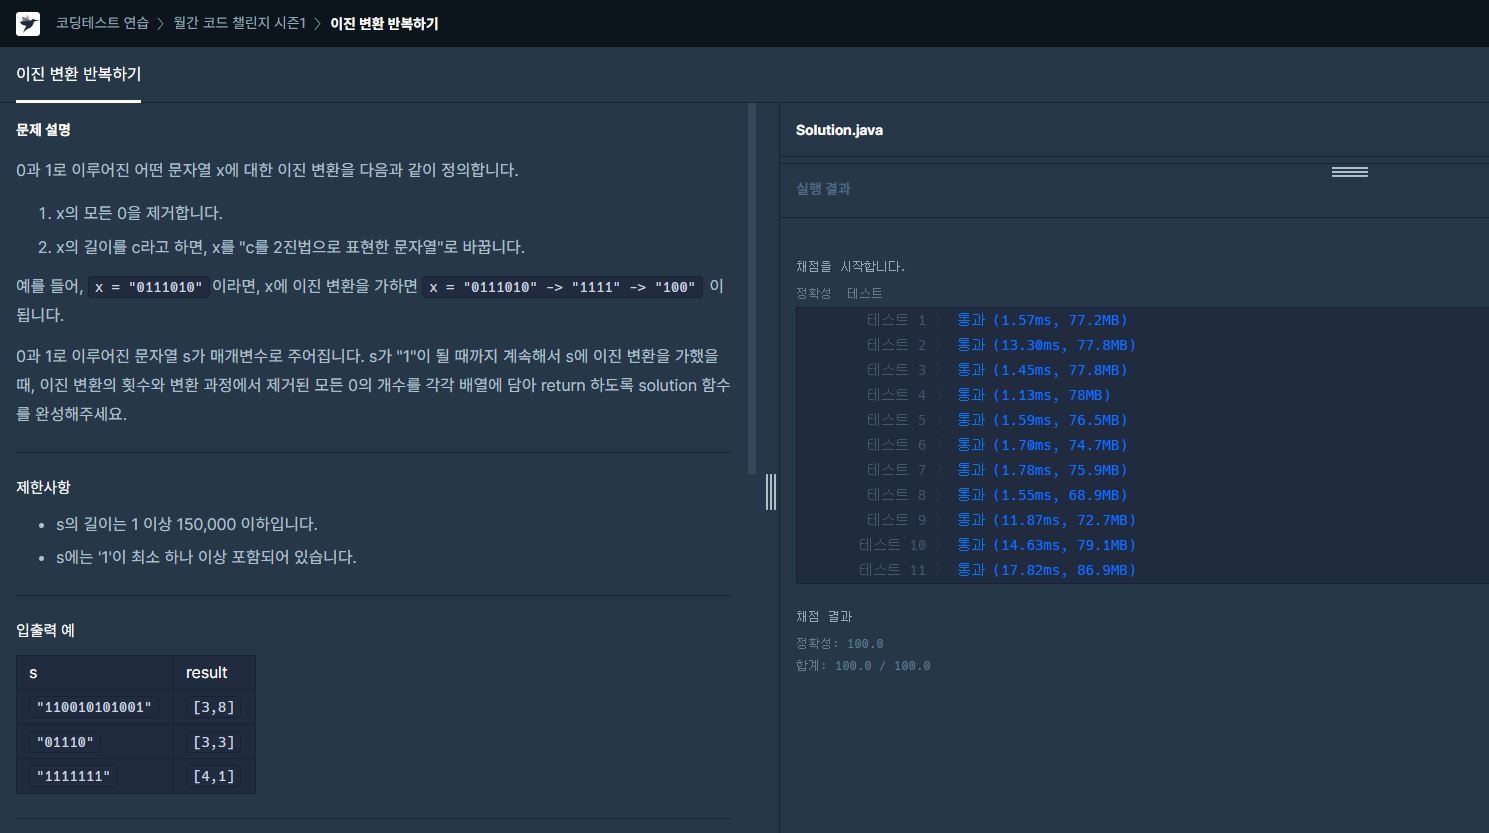 코딩테스트 연습 > 월간 코드 챌린지 시즌1 > 이진 변환 반복하기
이진 변환 반복하기
문제 설명
0과 1로 이루어진 어떤 문자열 x에 대한 이진 변환을 다음과 같이 정의합니다.
1. x의 모든 0을 제거합니다.
2. x의 길이를 c라고 하면, x를 "c를 2진법으로 표현한 문자열"로 바꿉니다.
예를 들어, x = "0111010" 이라면, x에 이진 변환을 가하면 x = "0111010" -> "1111" -> "100" 이
됩니다.
0과 1로 이루어진 문자열 s가 매개변수로 주어집니다. s가 "1"이 될 때까지 계속해서 s에 이진 변환을 가했을
때, 이진 변환의 횟수와 변환 과정에서 제거된 모든 0의 개수를 각각 배열에 담아 return 하도록 solution 함수
를 완성해주세요.
제한사항
• s의 길이는 1 이상 150,000 이하입니다.
• s에는 '1'이 최소 하나 이상 포함되어 있습니다.
입출력 예
s result
"110010101001" [3,8]
"01110" [3,3]
"1111111" [4,1]
Solution.java
실행 결과
채점을 시작합니다.
정확성 테스트
테스트 1 > 통과 (1.57ms, 77.2MB)
테스트 2 > 통과 (13.30ms, 77.8MB)
테스트 3 > 통과 (1.45ms, 77.8MB)
테스트 4 > 통과 (1.13ms, 78MB)
테스트 5 > 통과 (1.59ms, 76.5MB)
테스트 6 > 통과 (1.70ms, 74.7MB)
테스트 7 > 통과 (1.78ms, 75.9MB)
테스트 8 > 통과 (1.55ms, 68.9MB)
테스트 9 > 통과 (11.87ms, 72.7MB)
테스트 10 > 통과 (14.63ms, 79.1MB)
테스트 11 > 통과 (17.82ms, 86.9MB)
채점 결과
정확성: 100.0
합계: 100.0 / 100.0